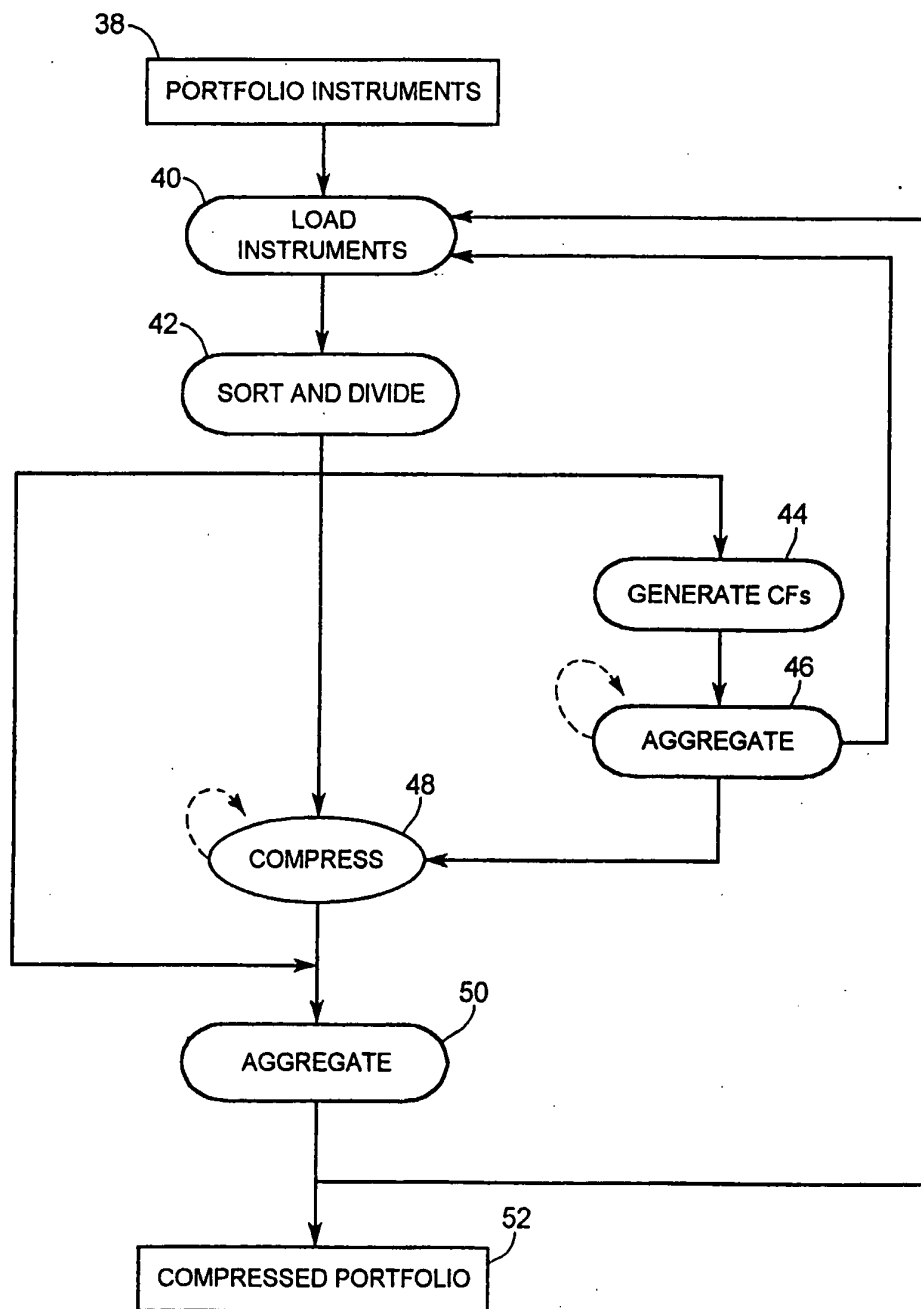 38
PORTFOLIO INSTRUMENTS
40
LOAD
INSTRUMENTS
42
SORT AND DIVIDE
44
GENERATE CFs
46
AGGREGATE
48
COMPRESS
50
AGGREGATE
52
COMPRESSED PORTFOLIO